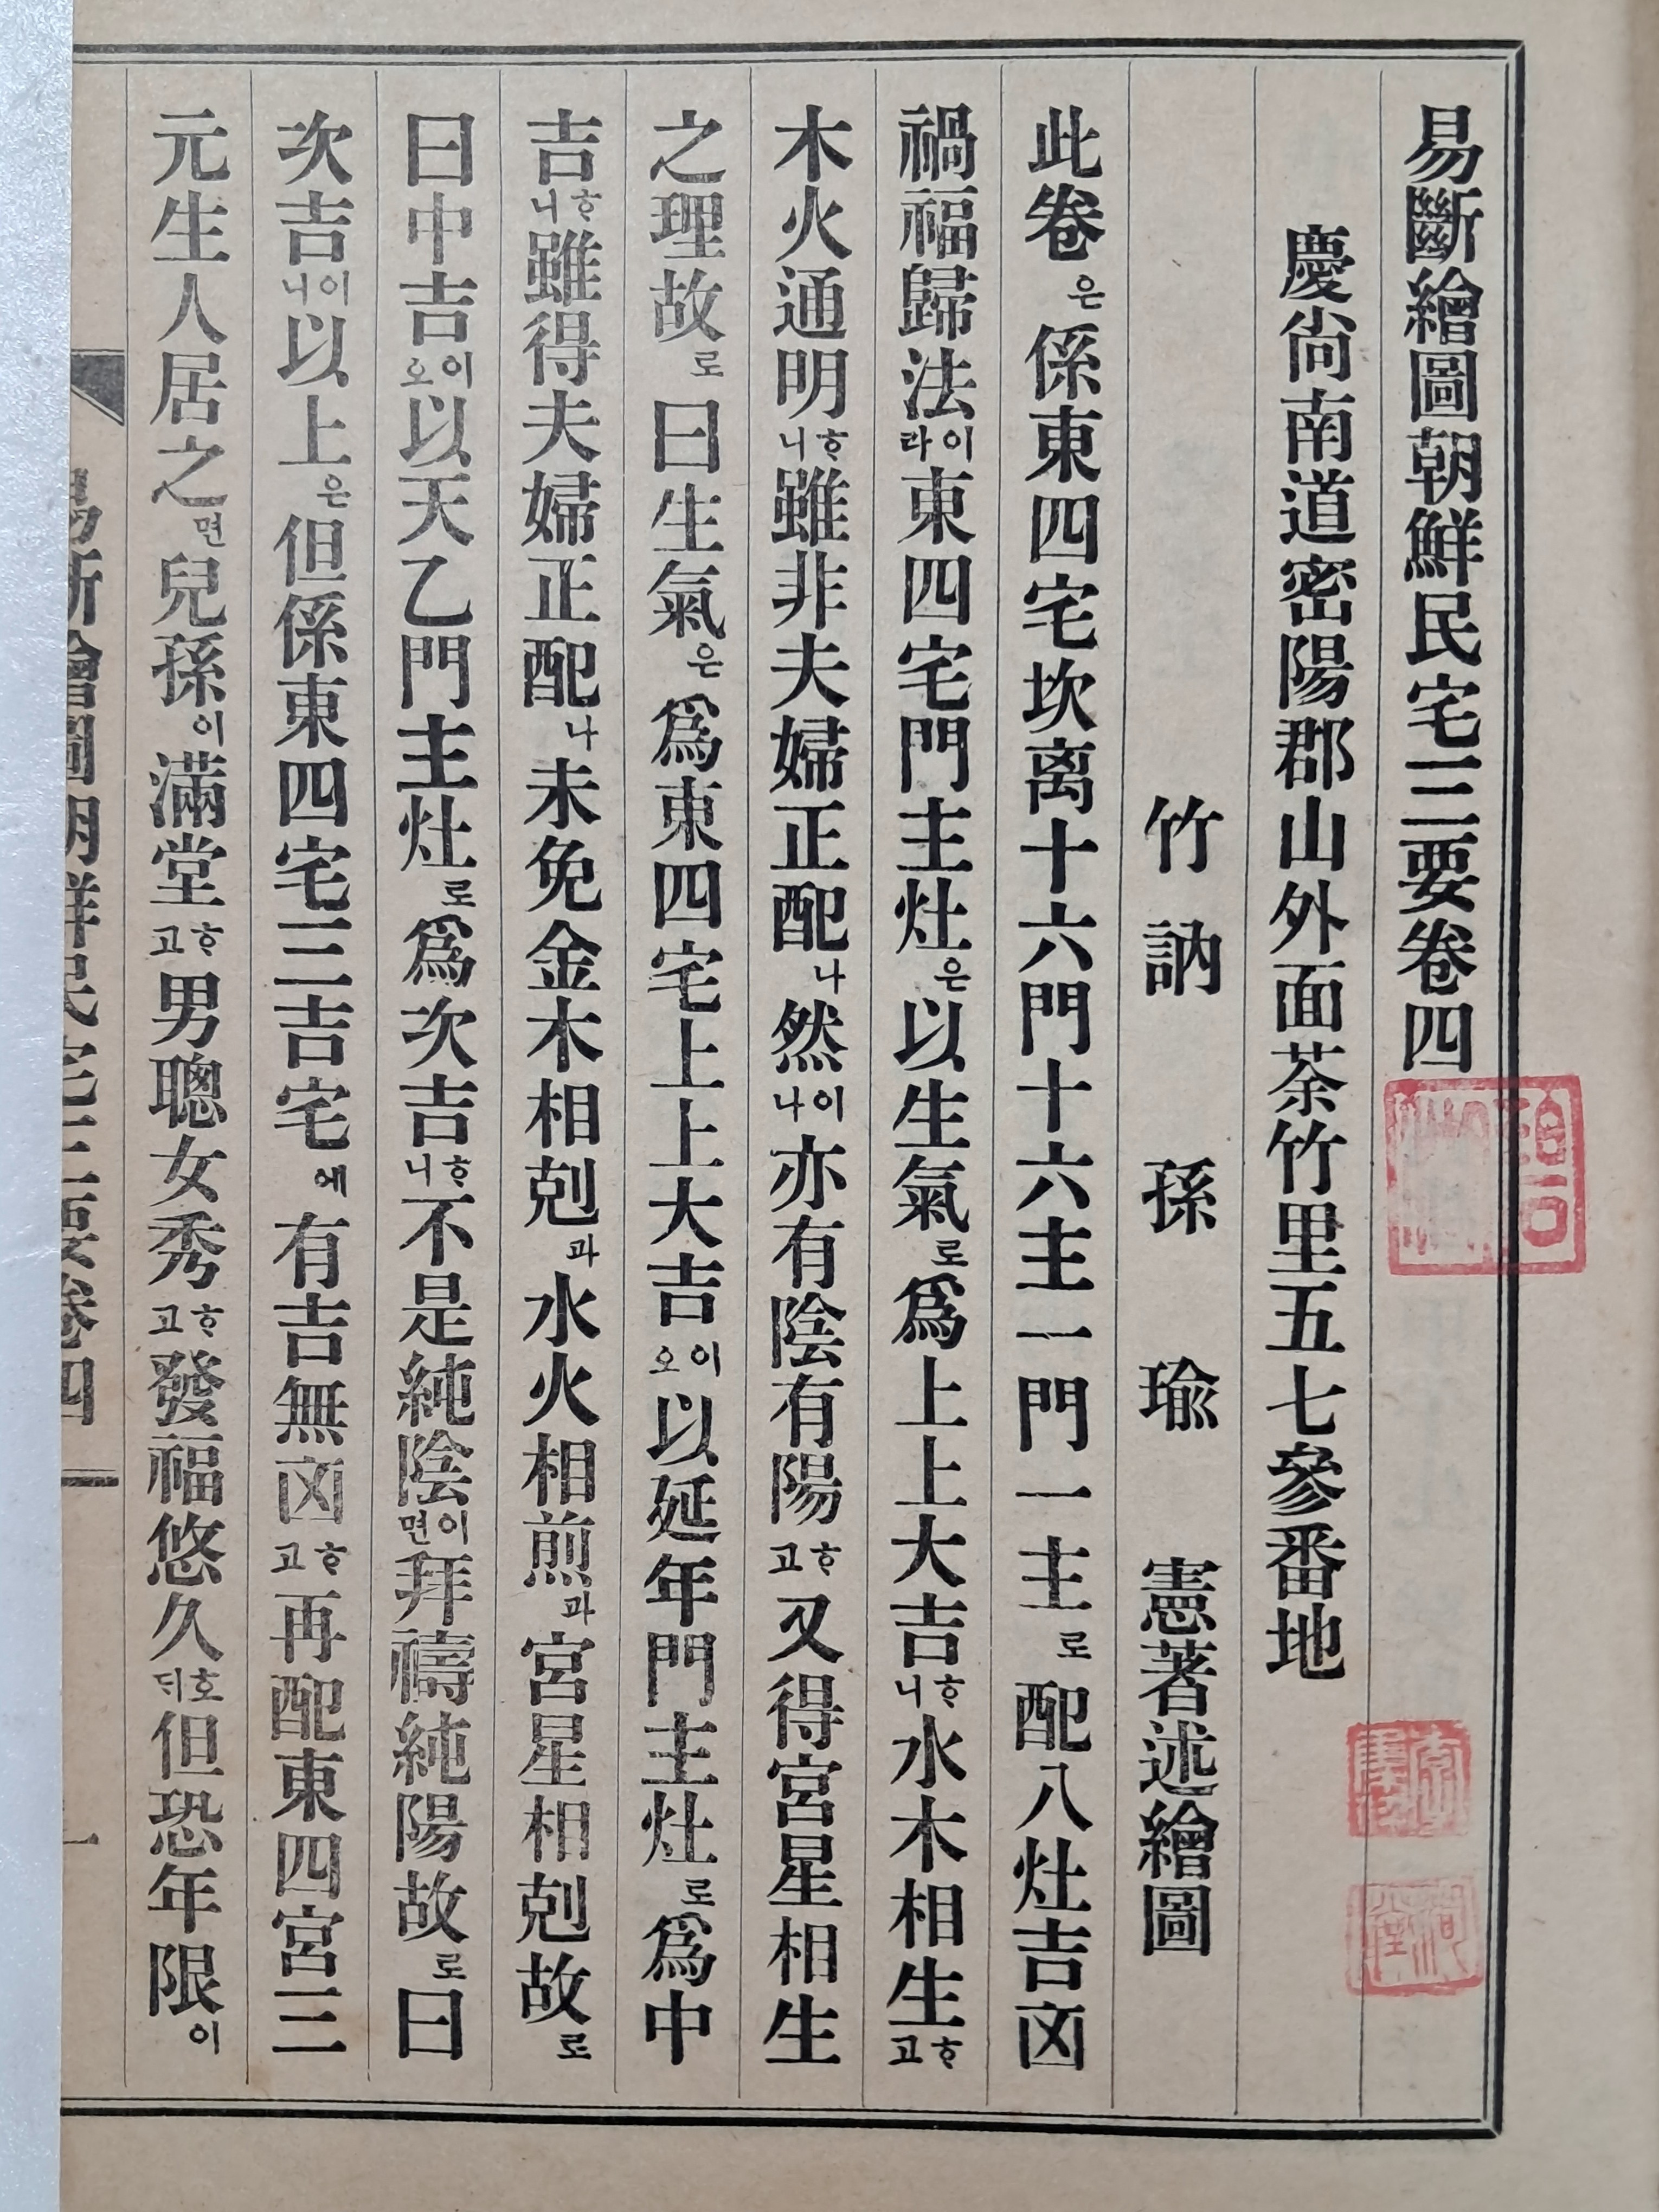 易斷繪圖朝鮮民宅三要卷四
慶尙南道密陽郡山外面茶竹里五七參番地
竹訥 孫瑜憲著述繪圖
此卷은係東四宅坎离十六門十六主一門一主로配八灶吉凶
禍福歸法이라東四宅門主灶은以生氣로爲上上大吉ᄒᆞ니水木相生ᄒᆞ고
木火通明ᄒᆞ니雖非夫婦正配나然이나亦有陰有陽ᄒᆞ고又得宮星相生
之理故로曰生氣은爲東四宅上上大吉이오以延年門主灶로爲中
吉ᄒᆞ니雖得夫婦正配나未免金木相剋과水火相煎과宮星相剋故로
曰中吉이오以天乙門主灶로爲次吉ᄒᆞ니不是純陰이면拜禱純陽故로曰
次吉이니以上은但係東四宅三吉宅에有吉無凶ᄒᆞ고再配東四宮三
元生人居之면兒孫이滿堂ᄒᆞ고男聰女秀ᄒᆞ고發福悠久호ᄃᆡ但恐年限이
易斷繪圖朝鮮民宅三要卷四 一